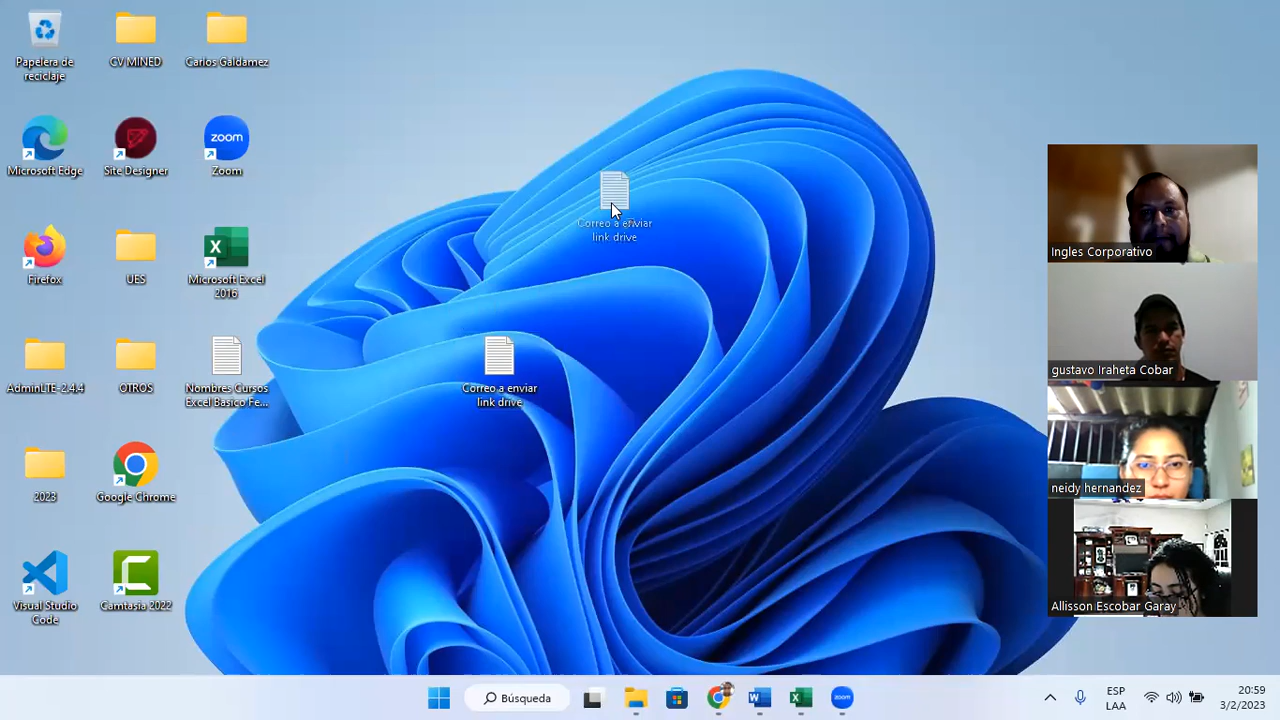 Papelera de
reciclaje
CV MINED
Carlos Galdamez
Microsoft Edge
Site Designer
zoom
Zoom
Firefox
UES
Microsoft Excel
2016
AdminLTE-2.4.4
OTROS
Nombres Cursos
Excel Basico Fe...
2023
Google Chrome
Visual Studio
Code
Camtasia 2022
Correo a enviar
link drive
Correo a enviar
link drive
Ingles Corporativo
gustavo Iraheta Cobar
neidy hernandez
Allisson Escobar Garay
Búsqueda
zoom
ESP
LAA
20:59
3/2/2023